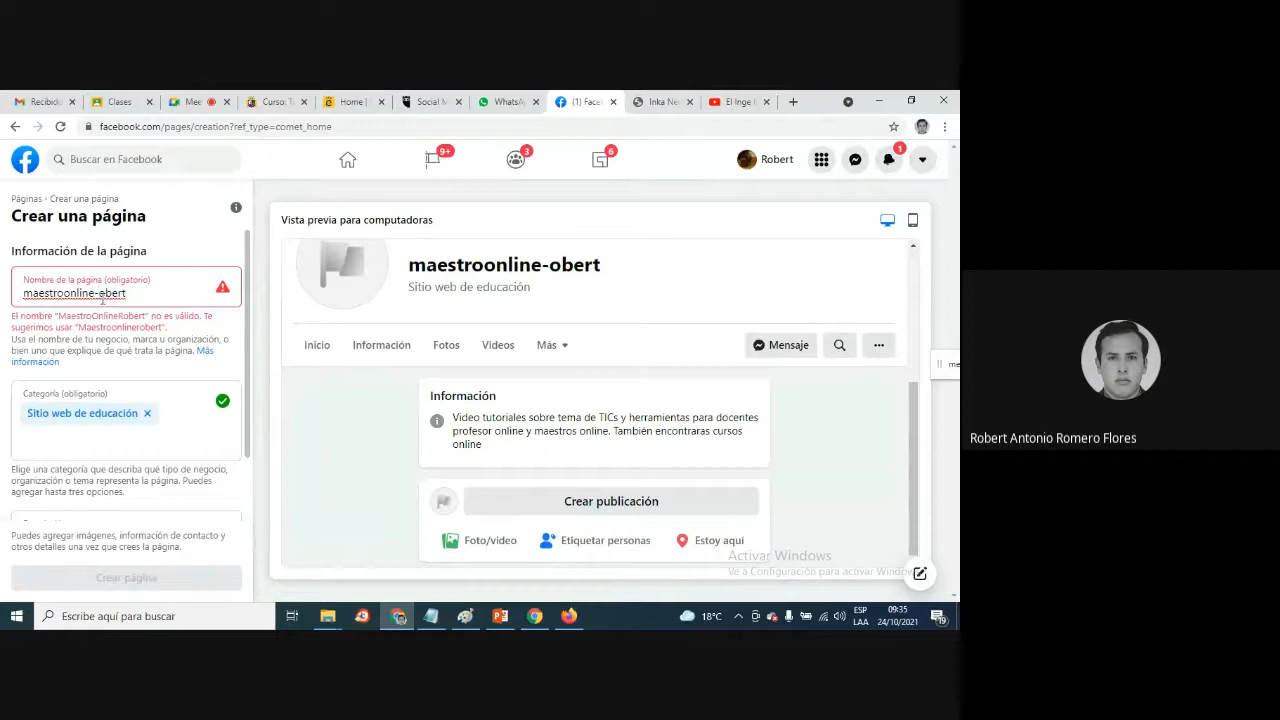 Recibido
Clases
Mee
Curso: T
Home |
Social M
WhatsA
(1) Face
Inka Ne
El Inge
facebook.com/pages/creation?ref_type=comet_home
Buscar en Facebook
9+
3
6
Robert
1
Páginas · Crear una página
Crear una página
Información de la página
Nombre de la página (obligatorio)
maestroonline-obert
El nombre "MaestroOnlineRobert" no es válido. Te
sugerimos usar "Maestroonlinerobert".
Usa el nombre de tu negocio, marca u organización, o
bien uno que explique de qué trata la página. Más
información
Categoría (obligatorio)
Sitio web de educación
Elige una categoría que describa qué tipo de negocio,
organización o tema representa la página. Puedes
agregar hasta tres opciones.
Puedes agregar imágenes, información de contacto y
otros detalles una vez que crees la página.
Crear página
Vista previa para computadoras
maestroonline-obert
Sitio web de educación
Inicio
Información
Fotos
Videos
Más
Mensaje
me
Información
Video tutoriales sobre tema de TICs y herramientas para docentes
profesor online y maestros online. También encontraras cursos
online
Crear publicación
Foto/video
Etiquetar personas
Estoy aquí
Activar Windows
Ve a Configuración para activar Windows
Escribe aquí para buscar
18°C
ESP
LAA
09:35
24/10/2021
19
Robert Antonio Romero Flores